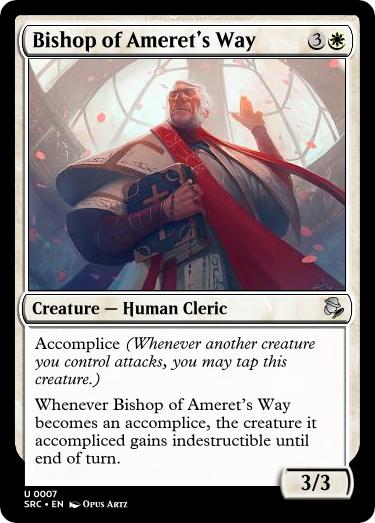 Bishop of Ameret's Way 3
Creature — Human Cleric
Accomplice (Whenever another creature
you control attacks, you may tap this
creature.)
Whenever Bishop of Ameret's Way
becomes an accomplice, the creature it
accompliced gains indestructible until
end of turn.
3/3
U 0007
SRC • EN Opus Artz